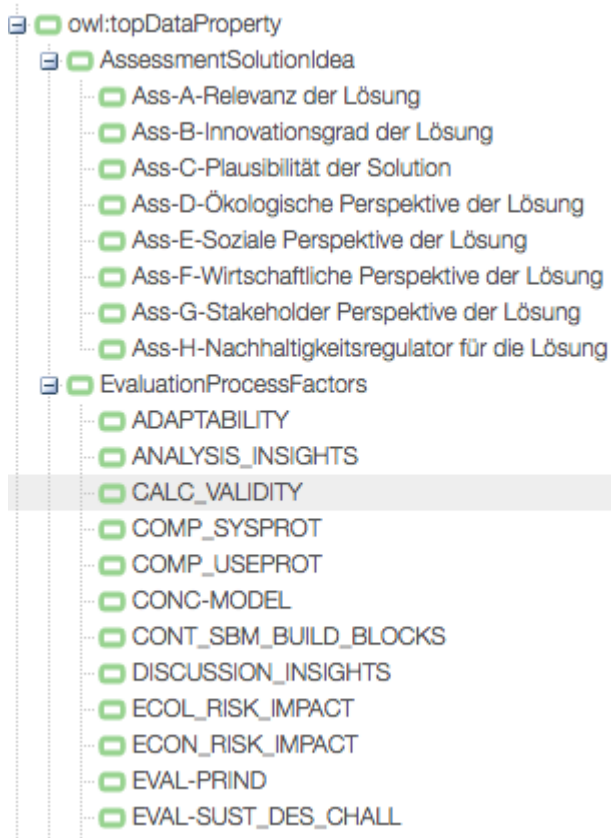 owl:topDataProperty
AssessmentSolutionIdea
Ass-A-Relevanz der Lösung
Ass-B-Innovationsgrad der Lösung
Ass-C-Plausibilität der Solution
Ass-D-Ökologische Perspektive der Lösung
Ass-E-Soziale Perspektive der Lösung
Ass-F-Wirtschaftliche Perspektive der Lösung
Ass-G-Stakeholder Perspektive der Lösung
Ass-H-Nachhaltigkeitsregulator für die Lösung
EvaluationProcessFactors
ADAPTABILITY
ANALYSIS_INSIGHTS
CALC_VALIDITY
COMP_SYSPROT
COMP_USEPROT
CONC-MODEL
CONT_SBM_BUILD_BLOCKS
DISCUSSION_INSIGHTS
ECOL_RISK_IMPACT
ECON_RISK_IMPACT
EVAL-PRIND
EVAL-SUST_DES_CHALL